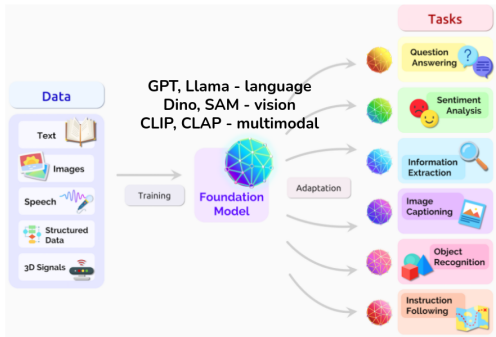 Data
Text
Images
Speech
Structured
Data
3D Signals
Training
GPT, Llama - language
Dino, SAM - vision
CLIP, CLAP - multimodal
Foundation
Model
Adaptation
Tasks
Question
Answering
Sentiment
Analysis
Information
Extraction
Image
Captioning
Object
Recognition
Instruction
Following